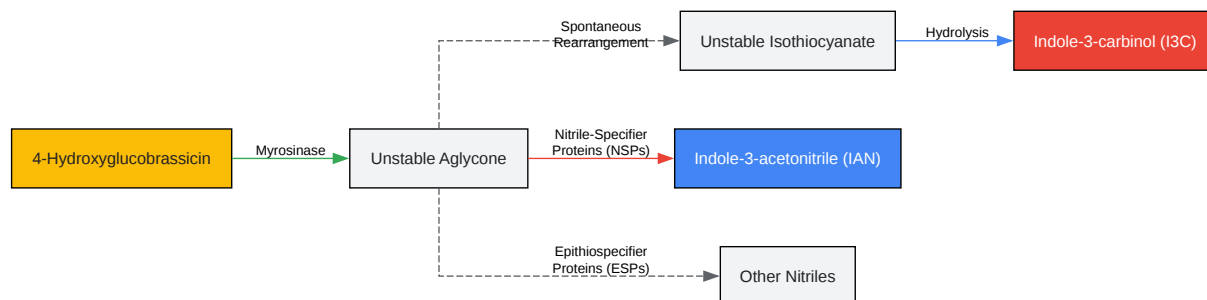 Spontaneous
Rearrangement
Unstable Isothiocyanate
Hydrolysis
Indole-3-carbinol (I3C)
4-Hydroxyglucobrassicin
Myrosinase
Unstable Aglycone
Nitrile-Specifier
Proteins (NSPs)
Indole-3-acetonitrile (IAN)
Epithiospecifier
Proteins (ESPs)
Other Nitriles